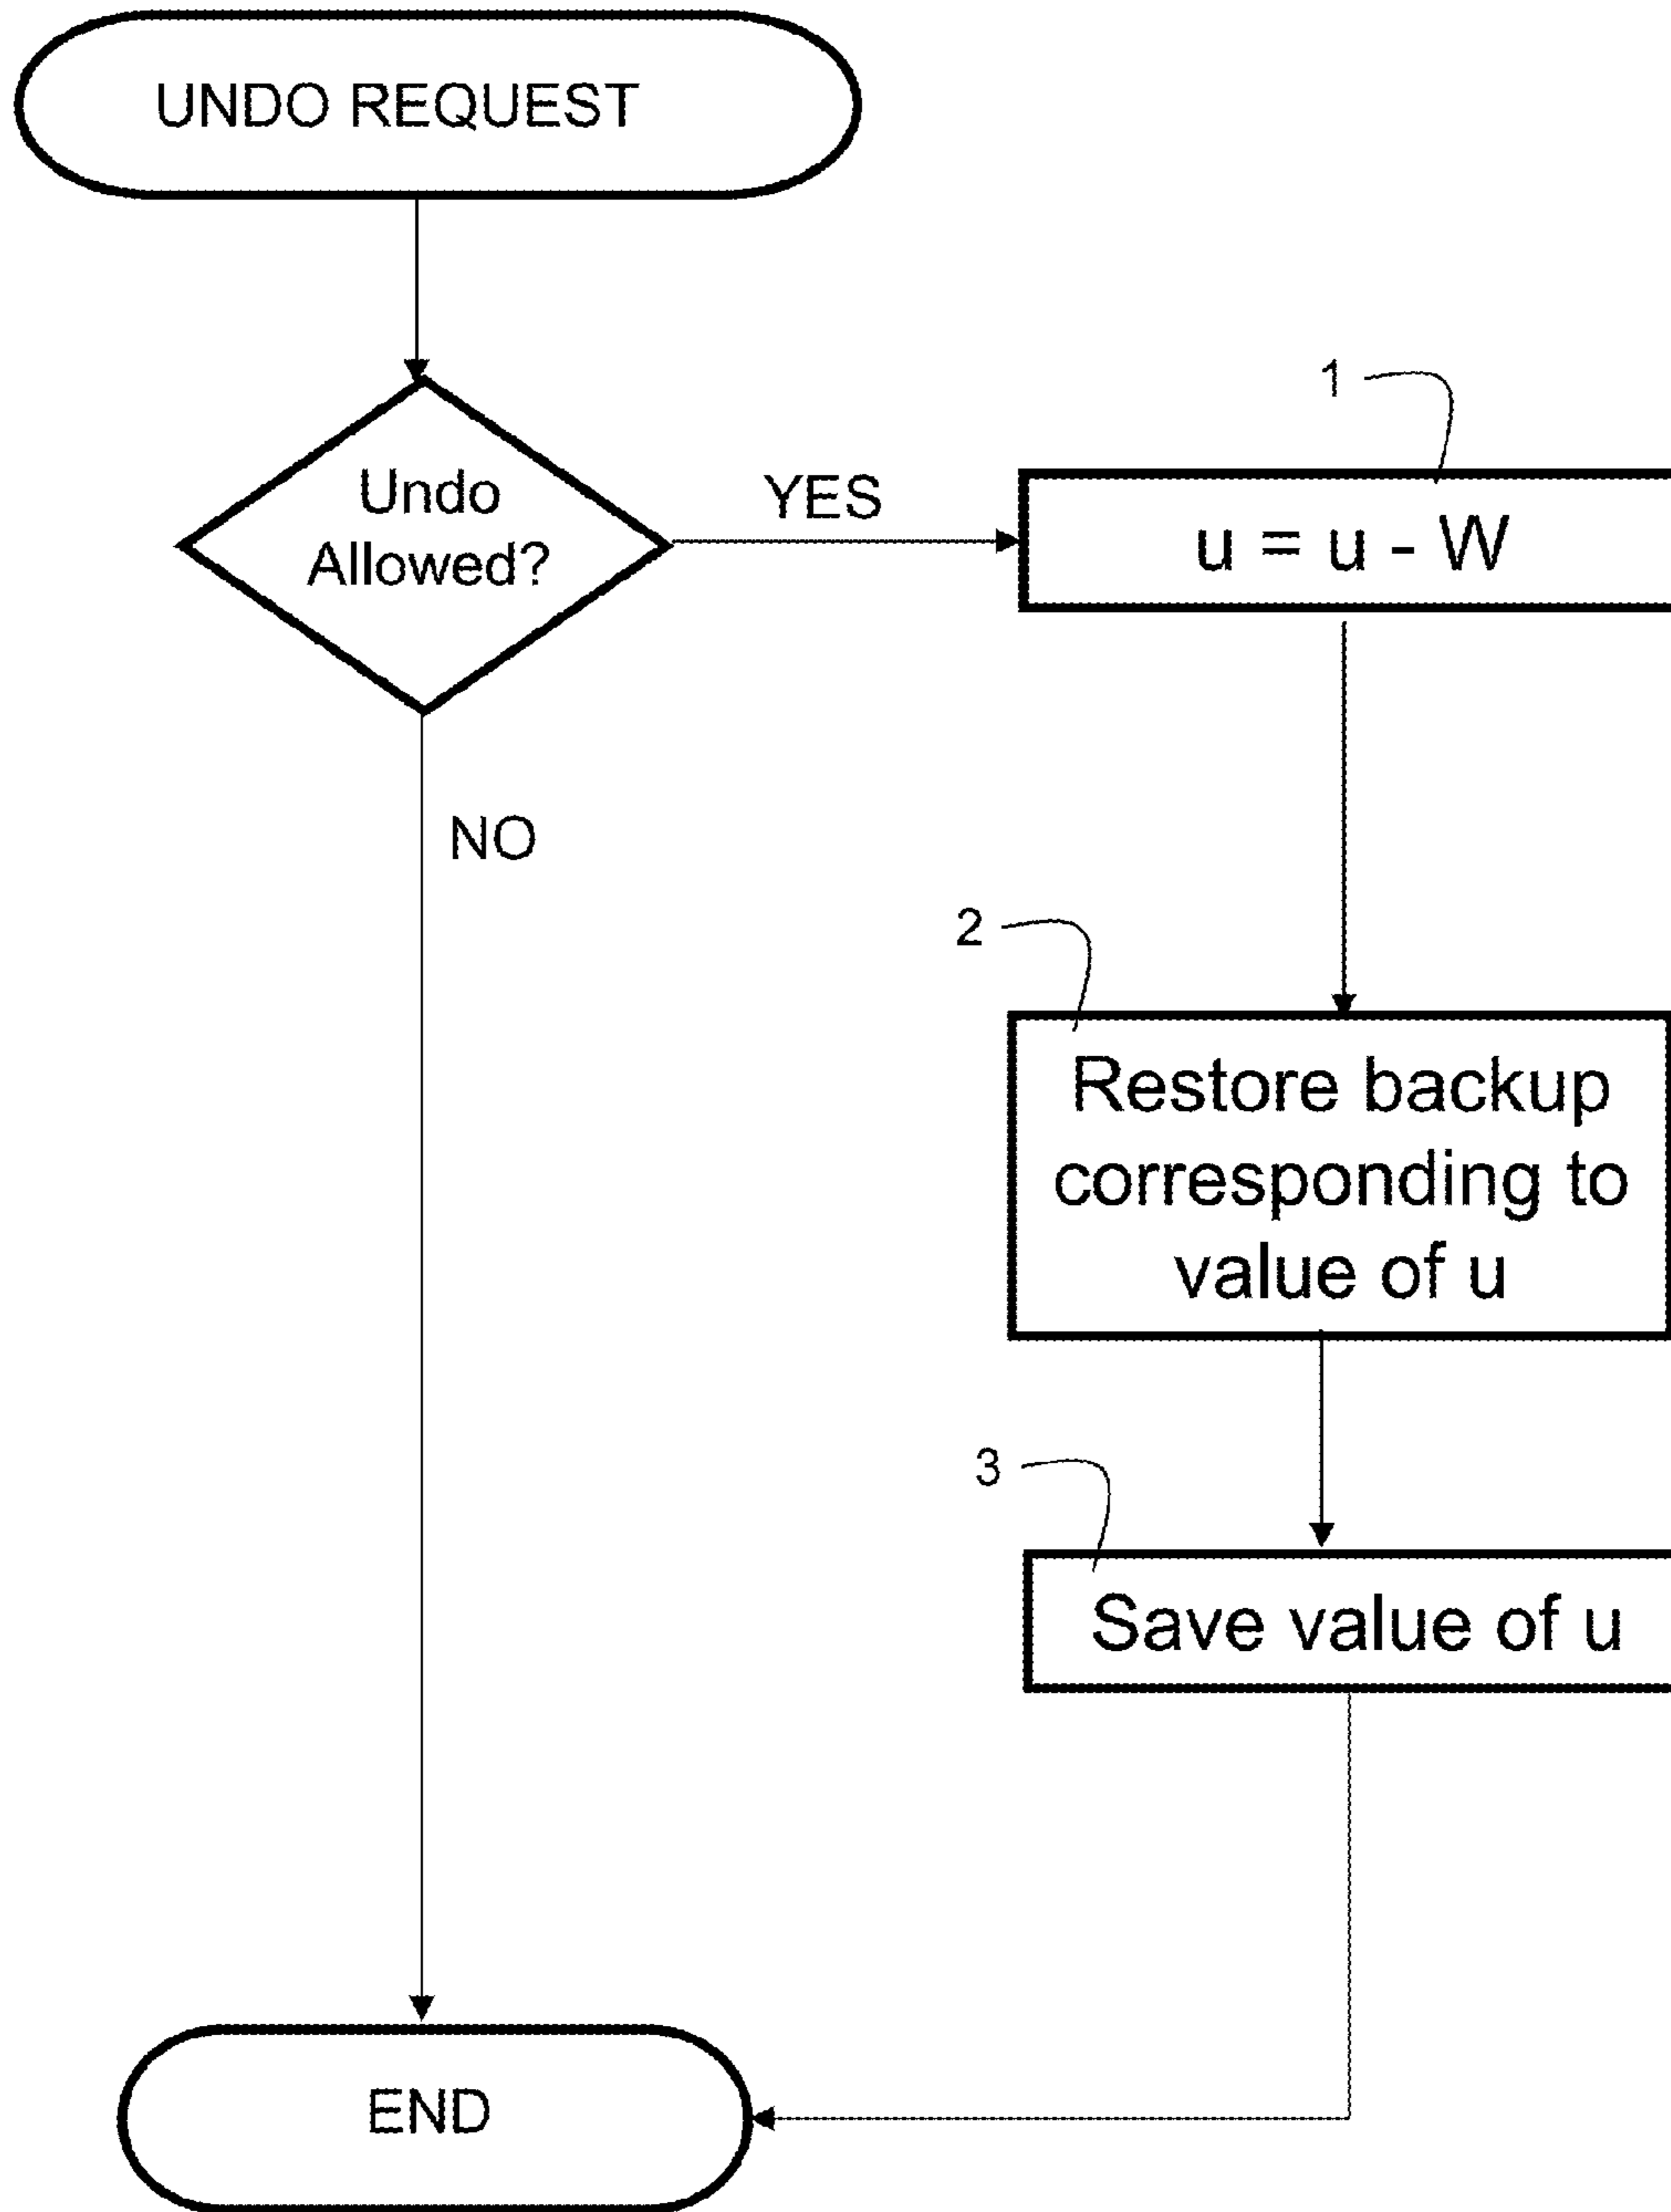 UNDO REQUEST
Undo
Allowed?
YES
1
u = u - W
NO
2
Restore backup
corresponding to
value of u
3
Save value of u
END